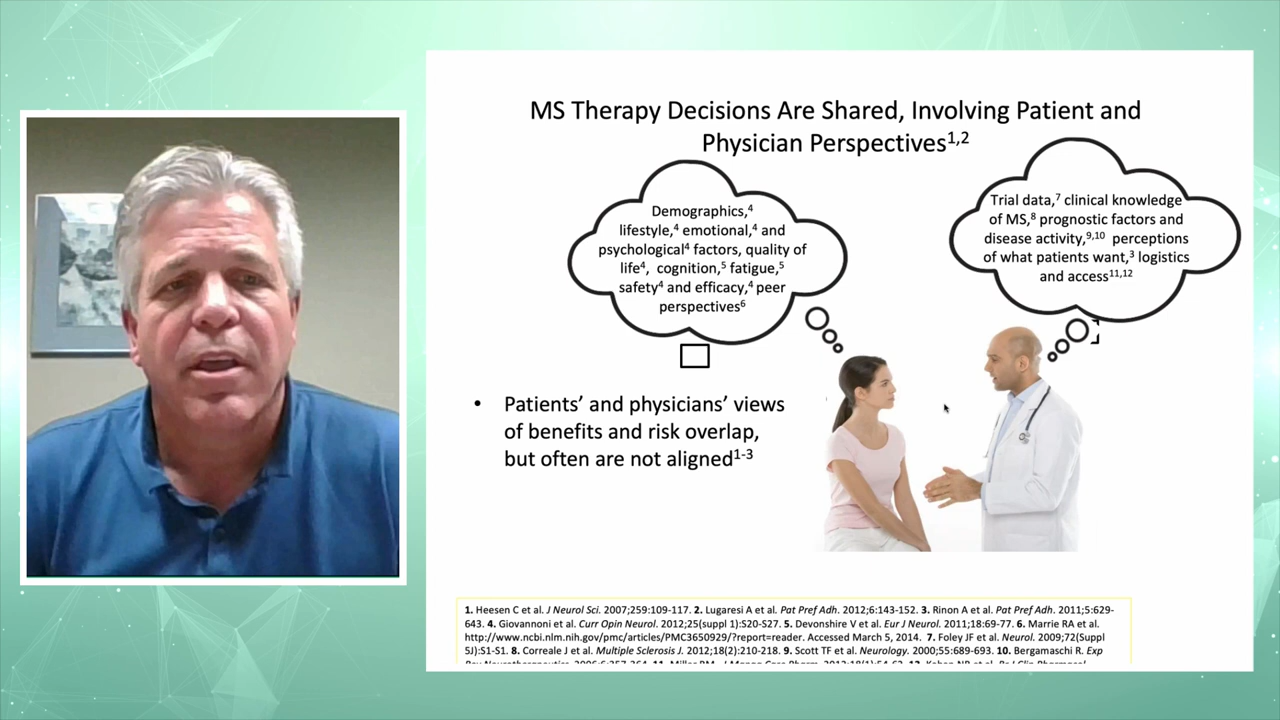 MS Therapy Decisions Are Shared, Involving Patient and
Physician Perspectives1,2
Demographics,4
lifestyle,4 emotional,4 and
psychological4 factors, quality of
life4, cognition,5 fatigue,5
safety4 and efficacy,4 peer
perspectives6
Trial data,7 clinical knowledge
of MS,8 prognostic factors and
disease activity,9,10 perceptions
of what patients want,3 logistics
and access11,12
• Patients’ and physicians’ views
of benefits and risk overlap,
but often are not aligned1-3
1. Heesen C et al. J Neurol Sci. 2007;259:109-117. 2. Lugaresi A et al. Pat Pref Adh. 2012;6:143-152. 3. Rinon A et al. Pat Pref Adh. 2011;5:629-
643. 4. Giovannoni et al. Curr Opin Neurol. 2012;25(suppl 1):S20-S27. 5. Devonshire V et al. Eur J Neurol. 2011;18:69-77. 6. Marrie RA et al.
http://www.ncbi.nlm.nih.gov/pmc/articles/PMC3650929/?report=reader. Accessed March 5, 2014. 7. Foley JF et al. Neurol. 2009;72(Suppl
5J):S1-S1. 8. Correale J et al. Multiple Sclerosis J. 2012;18(2):210-218. 9. Scott TF et al. Neurology. 2000;55:689-693. 10. Bergamaschi R. Exp